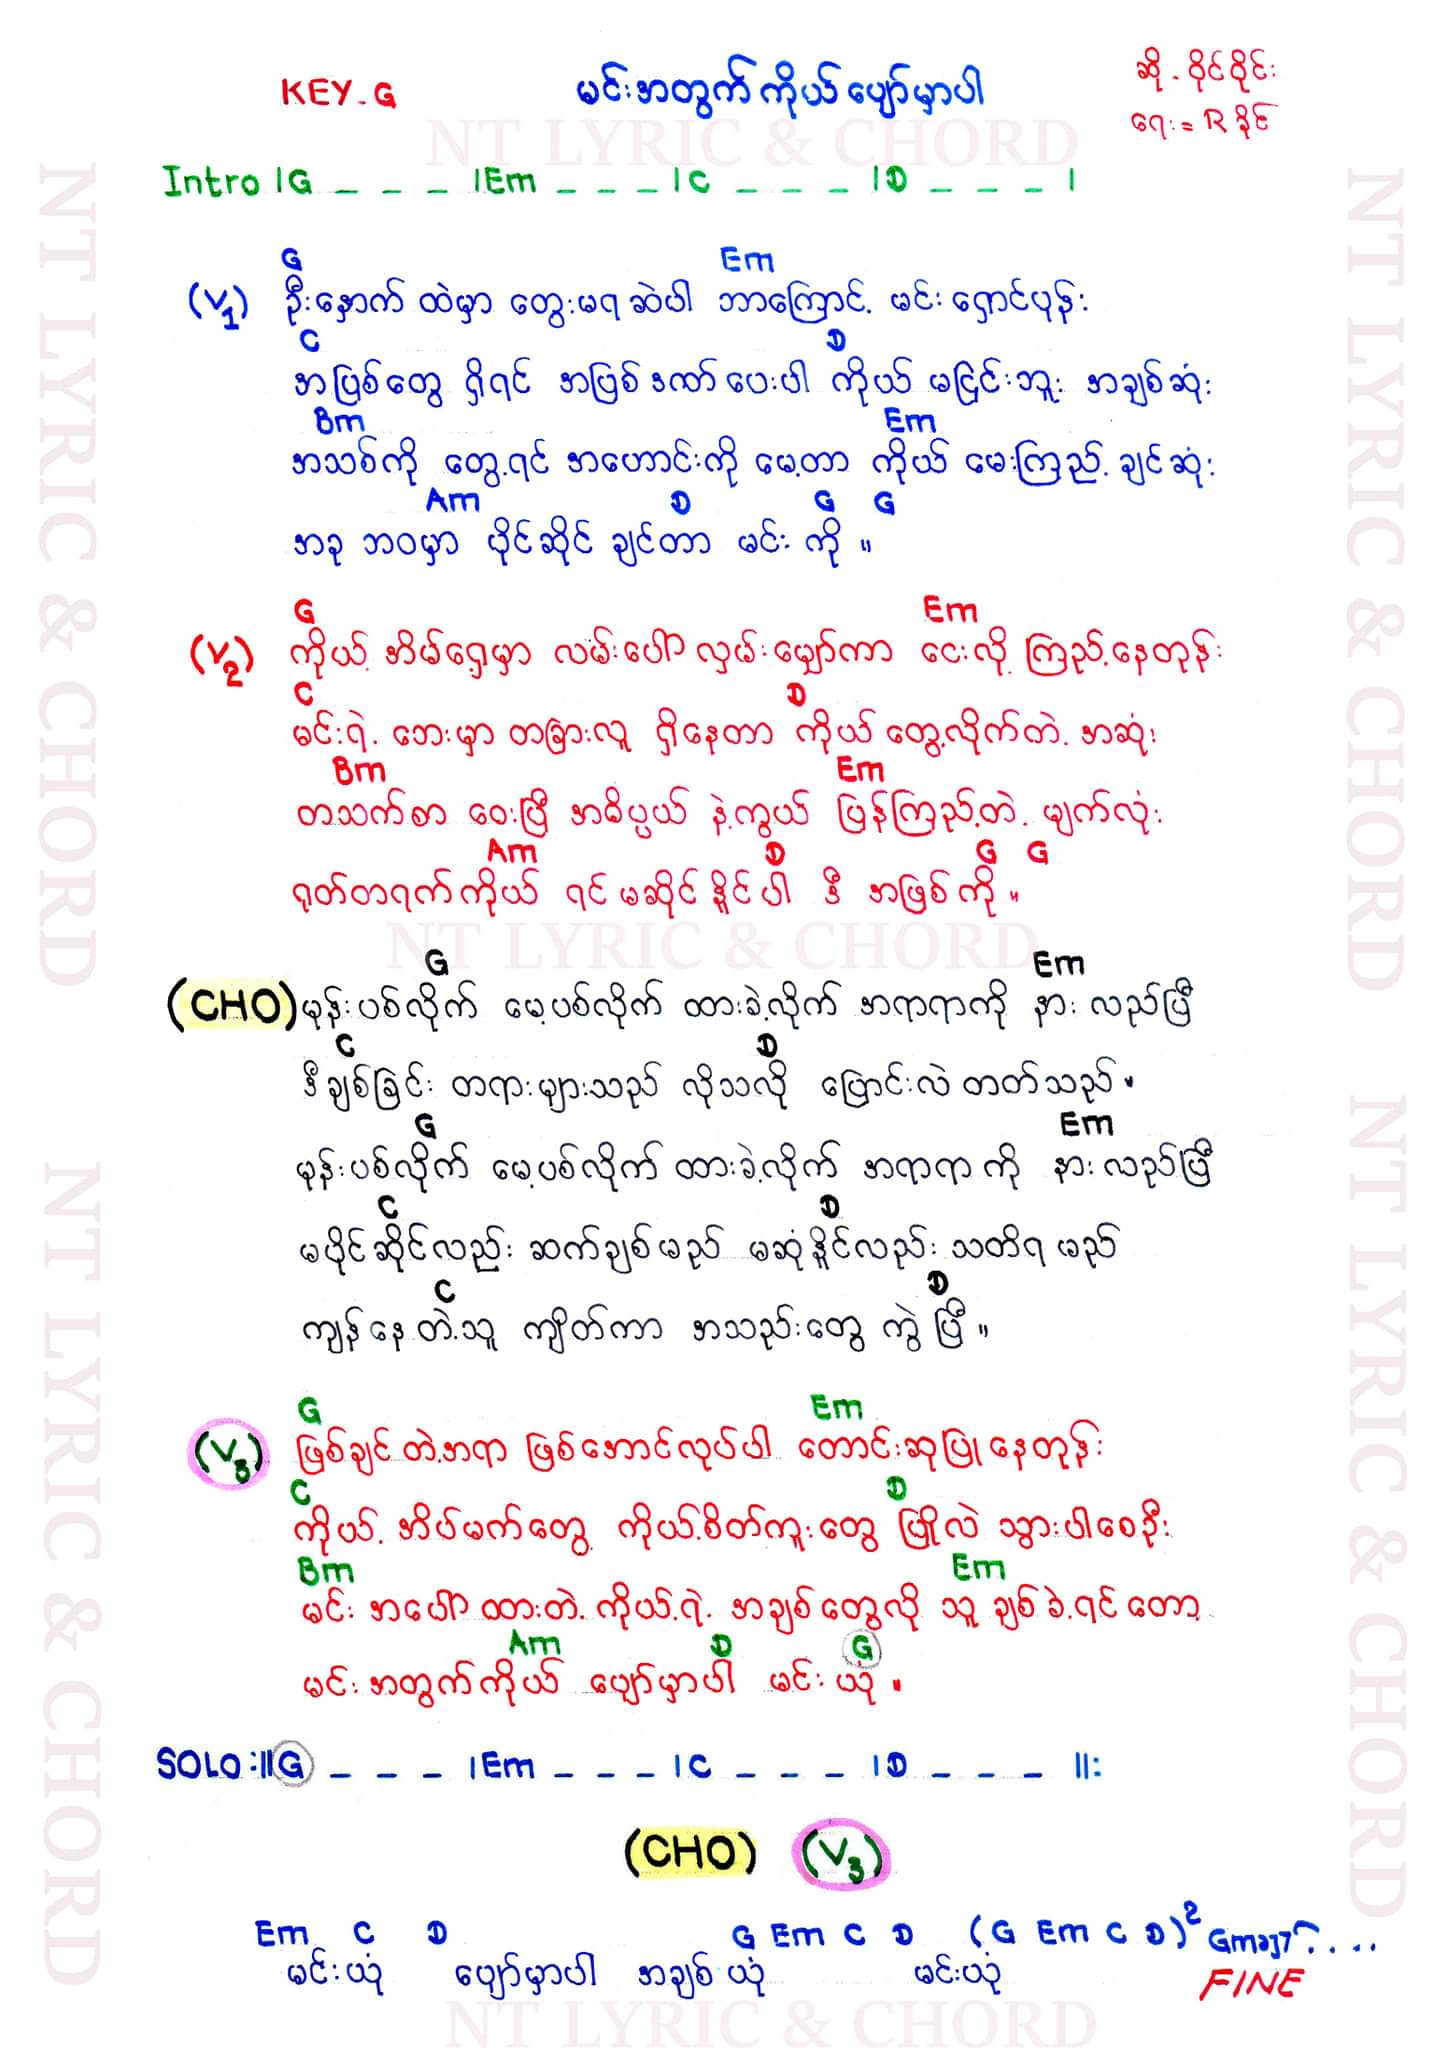 KEY-G
မင်းအတွက်ကိုယ်ပျော်မှာပါ
ဆို - ဝိုင်ဝိုင်း
ရေး = R ခိုင်
NT LYRIC & CHORD
Intro |G _ _ _ |Em _ _ _ |C _ _ _ |D _ _ _ |
G Em
(V1) ဦးနှောက်ထဲမှာ တွေးမရဆဲပါ ဘာကြောင့် မင်းရှောင်ပုန်း
C D
အပြစ်တွေ ရှိရင် အပြစ်ဒဏ်ပေးပါ ကိုယ် မငြင်းဘူး အချစ်ဆုံး
Bm Em
အသစ်ကို တွေ့ရင် အဟောင်းကို မေ့တာ ကိုယ် မေးကြည့်ချင်ဆုံး
Am D G G
အခု ဘဝမှာ ပိုင်ဆိုင်ချင်တာ မင်းကို ။
G Em
(V2) ကိုယ့်အိမ်ရှေ့မှာ လမ်းပေါ်လှမ်းမျှော်ကာ ငေးလို့ကြည့်နေတုန်း
C D
မင်းရဲ့ ဘေးမှာ တခြားလူ ရှိနေတာ ကိုယ် တွေ့လိုက်တဲ့ အဆုံး
Bm Em
တသက်စာ ဝေးပြီ အဓိပ္ပယ် နဲ့ကွယ် ပြန်ကြည့်တဲ့ မျက်လုံး
Am D G G
ရုတ်တရက်ကိုယ် ရင်မဆိုင်နိူင်ပါ ဒီ အဖြစ်ကို ။
NT LYRIC & CHORD
G Em
(CHO) မုန်းပစ်လိုက် မေ့ပစ်လိုက် ထားခဲ့လိုက် အရာရာကို နားလည်ပြီ
C D
ဒီချစ်ခြင်း တရားများသည် လိုသလို ပြောင်းလဲတတ်သည် ။
G Em
မုန်းပစ်လိုက် မေ့ပစ်လိုက် ထားခဲ့လိုက် အရာရာကို နားလည်ပြီ
C D
မပိုင်ဆိုင်လည်း ဆက်ချစ်မည် မဆုံနိူင်လည်း သတိရမည်
C D
ကျန်နေတဲ့သူ ကျိတ်ကာ အသည်းတွေ ကွဲပြီ ။
G Em
(V3) ဖြစ်ချင်တဲ့အရာ ဖြစ်အောင်လုပ်ပါ တောင်းဆုပြုနေတုန်း
C D
ကိုယ့် အိပ်မက်တွေ ကိုယ့်စိတ်ကူးတွေ ပြိုလဲ သွားပါစေဦး
Bm Em
မင်း အပေါ်ထားတဲ့ ကိုယ့်ရဲ့ အချစ်တွေလို သူချစ်ခဲ့ရင်တော့
Am D G
မင်းအတွက်ကိုယ် ပျော်မှာပါ မင်းယုံ ။
SOLO :||G _ _ _ |Em _ _ _ |C _ _ _ |D _ _ _ ||:
(CHO) (V3)
Em C D G Em C D (G Em C D)² Gmaj7....
မင်းယုံ ပျော်မှာပါ အချစ်ယုံ မင်းယုံ
FINE
NT LYRIC & CHORD
NT LYRIC & CHORD
NT LYRIC & CHORD
NT LYRIC & CHORD
NT LYRIC & CHORD